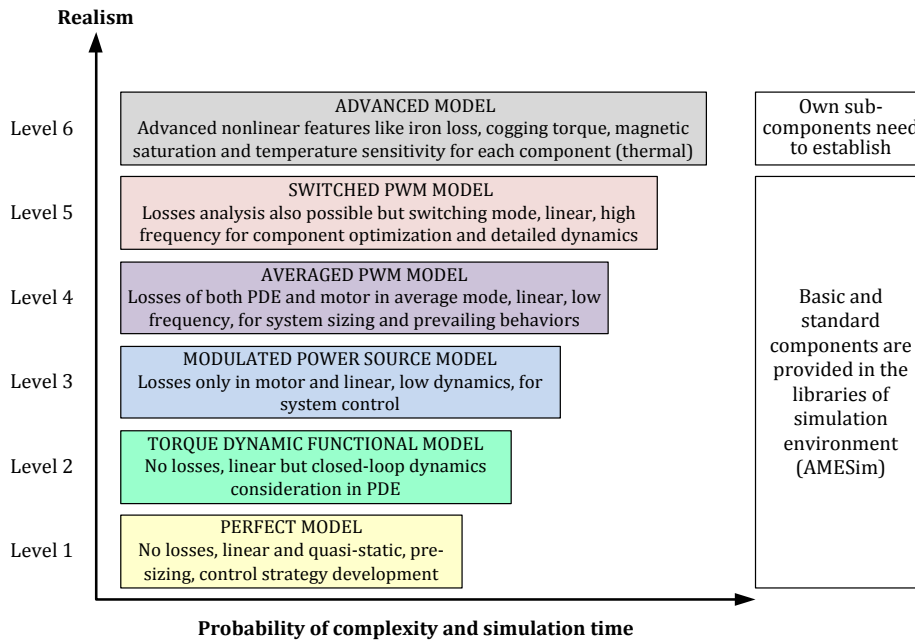 Realism
Level 6
ADVANCED MODEL
Advanced nonlinear features like iron loss, cogging torque, magnetic
saturation and temperature sensitivity for each component (thermal)
Own sub-
components need
to establish
Level 5
SWITCHED PWM MODEL
Losses analysis also possible but switching mode, linear, high
frequency for component optimization and detailed dynamics
Level 4
AVERAGED PWM MODEL
Losses of both PDE and motor in average mode, linear, low
frequency, for system sizing and prevailing behaviors
Level 3
MODULATED POWER SOURCE MODEL
Losses only in motor and linear, low dynamics, for
system control
Level 2
TORQUE DYNAMIC FUNCTIONAL MODEL
No losses, linear but closed-loop dynamics
consideration in PDE
Level 1
PERFECT MODEL
No losses, linear and quasi-static, pre-
sizing, control strategy development
Basic and
standard
components are
provided in the
libraries of
simulation
environment
(AMESim)
Probability of complexity and simulation time